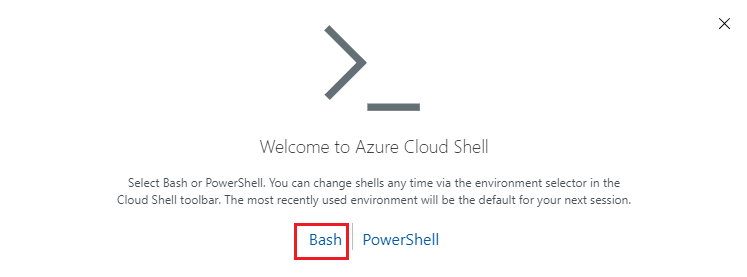 Welcome to Azure Cloud Shell
Select Bash or PowerShell. You can change shells any time via the environment selector in the
Cloud Shell toolbar. The most recently used environment will be the default for your next session.
Bash PowerShell